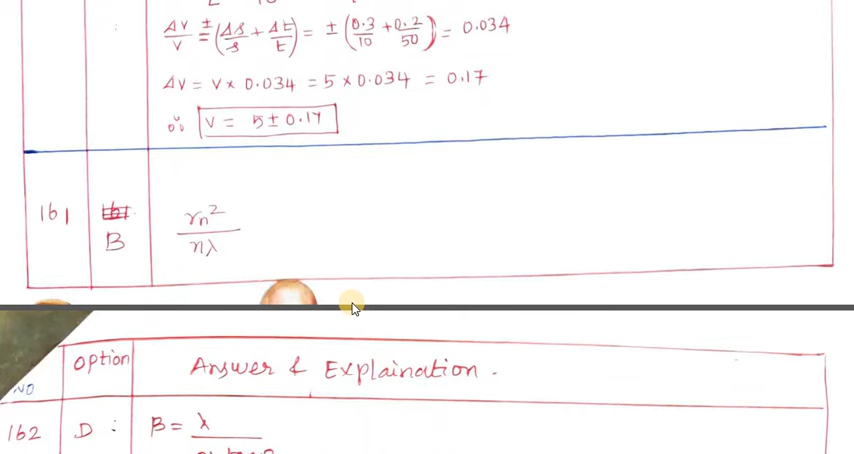 ΔV/V ± = (Δs/s + Δt/t) = ± (0.3/10 + 0.2/50) = 0.034
ΔV = V × 0.034 = 5 × 0.034 = 0.17
∴ V = 5 ± 0.17
161 B rn²/nλ
NO Option Answer & Explaination.
162 D : B = λ